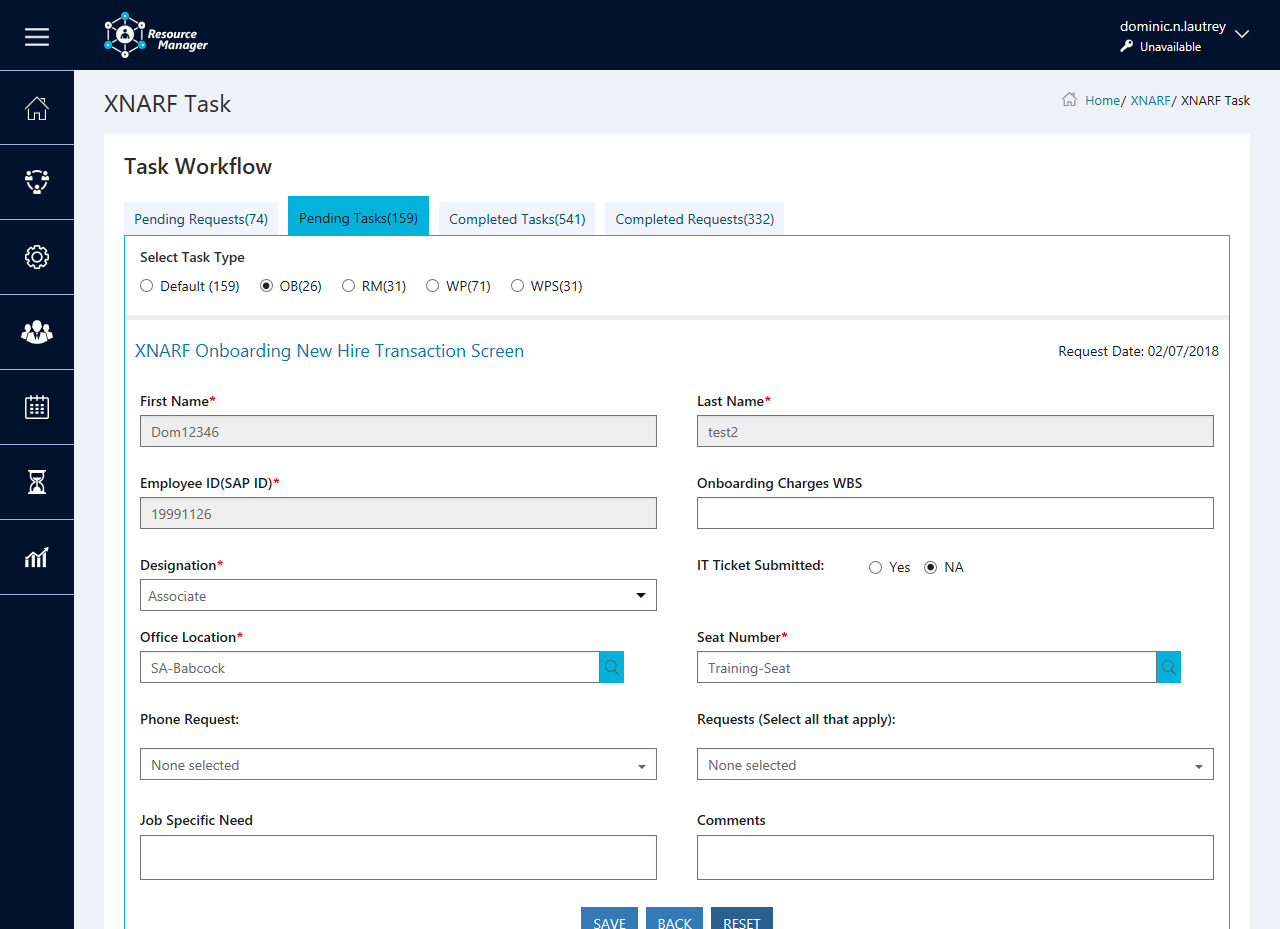 Resource
Manager
dominic.n.lautrey
Unavailable
XNARF Task
Home/ XNARF/ XNARF Task
Task Workflow
Pending Requests(74) Pending Tasks(159) Completed Tasks(541) Completed Requests(332)
Select Task Type
Default (159) OB(26) RM(31) WP(71) WPS(31)
XNARF Onboarding New Hire Transaction Screen Request Date: 02/07/2018
First Name* Last Name*
Dom12346 test2
Employee ID(SAP ID)* Onboarding Charges WBS
19991126
Designation* IT Ticket Submitted: Yes NA
Associate
Office Location* Seat Number*
SA-Babcock Training-Seat
Phone Request: Requests (Select all that apply):
None selected None selected
Job Specific Need Comments
SAVE BACK RESET